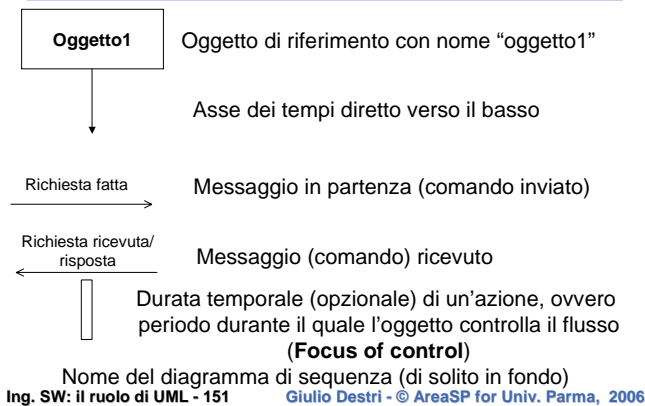 Oggetto1
Oggetto di riferimento con nome “oggetto1”
Asse dei tempi diretto verso il basso
Richiesta fatta
Messaggio in partenza (comando inviato)
Richiesta ricevuta/
risposta
Messaggio (comando) ricevuto
Durata temporale (opzionale) di un’azione, ovvero
periodo durante il quale l’oggetto controlla il flusso
(Focus of control)
Nome del diagramma di sequenza (di solito in fondo)
Ing. SW: il ruolo di UML - 151 Giulio Destri - © AreaSP for Univ. Parma, 2006